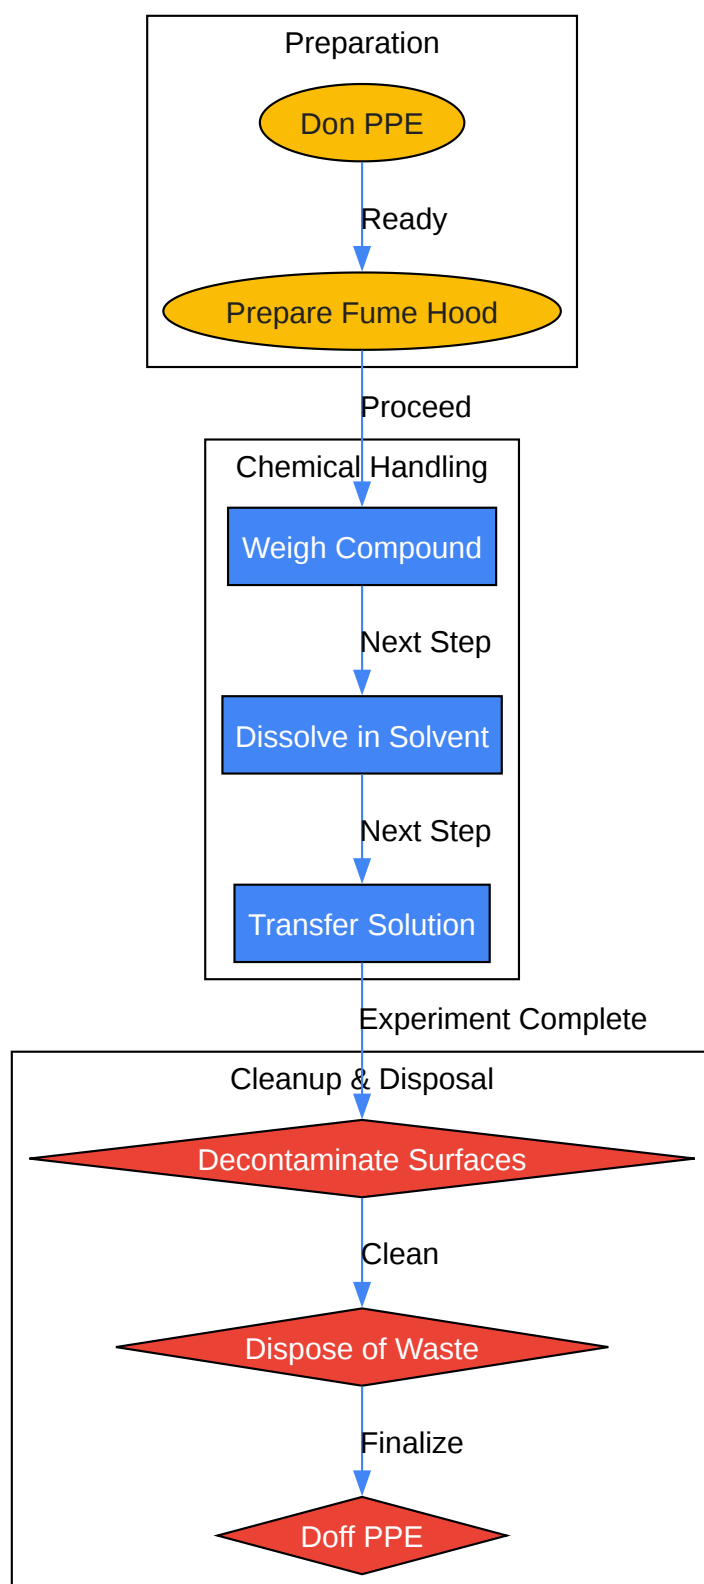 Preparation
Don PPE
Ready
Prepare Fume Hood
Proceed
Chemical Handling
Weigh Compound
Next Step
Dissolve in Solvent
Next Step
Transfer Solution
Experiment Complete
Cleanup & Disposal
Decontaminate Surfaces
Clean
Dispose of Waste
Finalize
Doff PPE